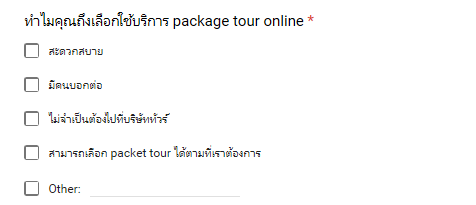 ทำไมคุณถึงเลือกใช้บริการ package tour online *
สะดวกสบาย
มีคนบอกต่อ
ไม่จำเป็นต้องไปที่บริษัททัวร์
สามารถเลือก packet tour ได้ตามที่เราต้องการ
Other: